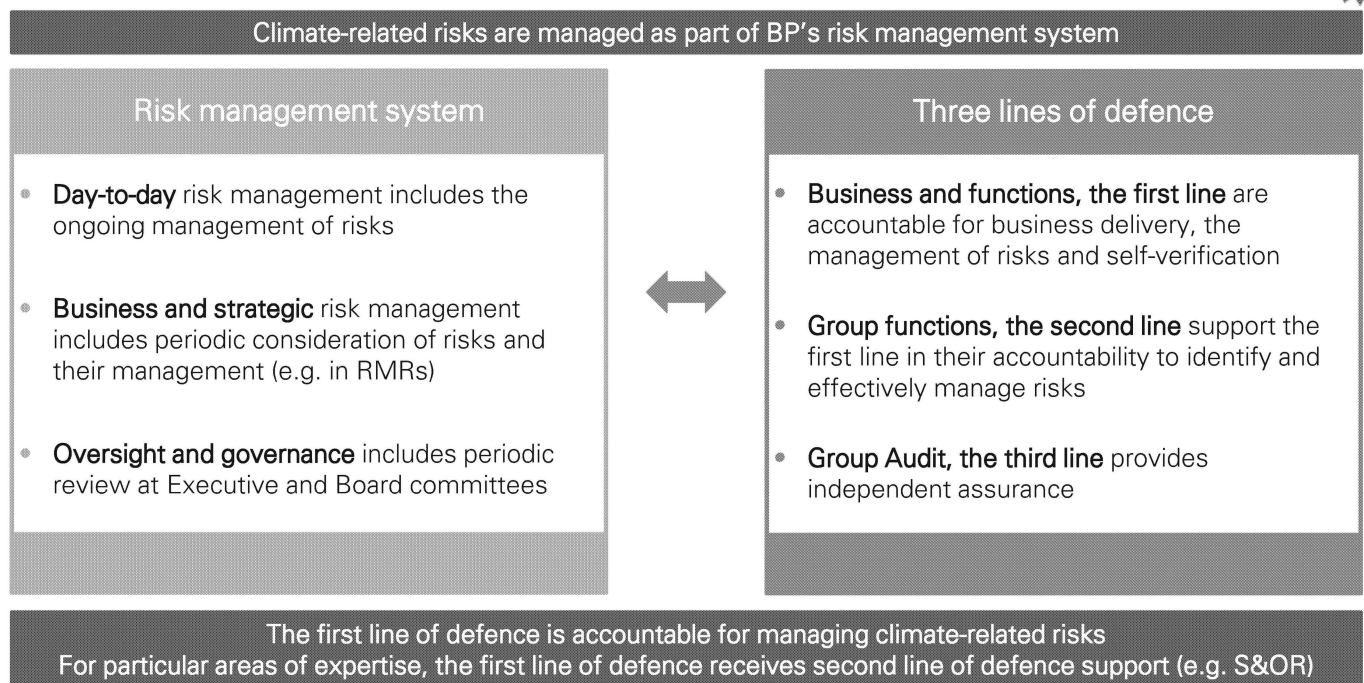 Climate-related risks are managed as part of BP's risk management system
Risk management system
• Day-to-day risk management includes the
ongoing management of risks
• Business and strategic risk management
includes periodic consideration of risks and
their management (e.g. in RMRs)
• Oversight and governance includes periodic
review at Executive and Board committees
Three lines of defence
• Business and functions, the first line are
accountable for business delivery, the
management of risks and self-verification
• Group functions, the second line support the
first line in their accountability to identify and
effectively manage risks
• Group Audit, the third line provides
independent assurance
The first line of defence is accountable for managing climate-related risks
For particular areas of expertise, the first line of defence receives second line of defence support (e.g. S&OR)